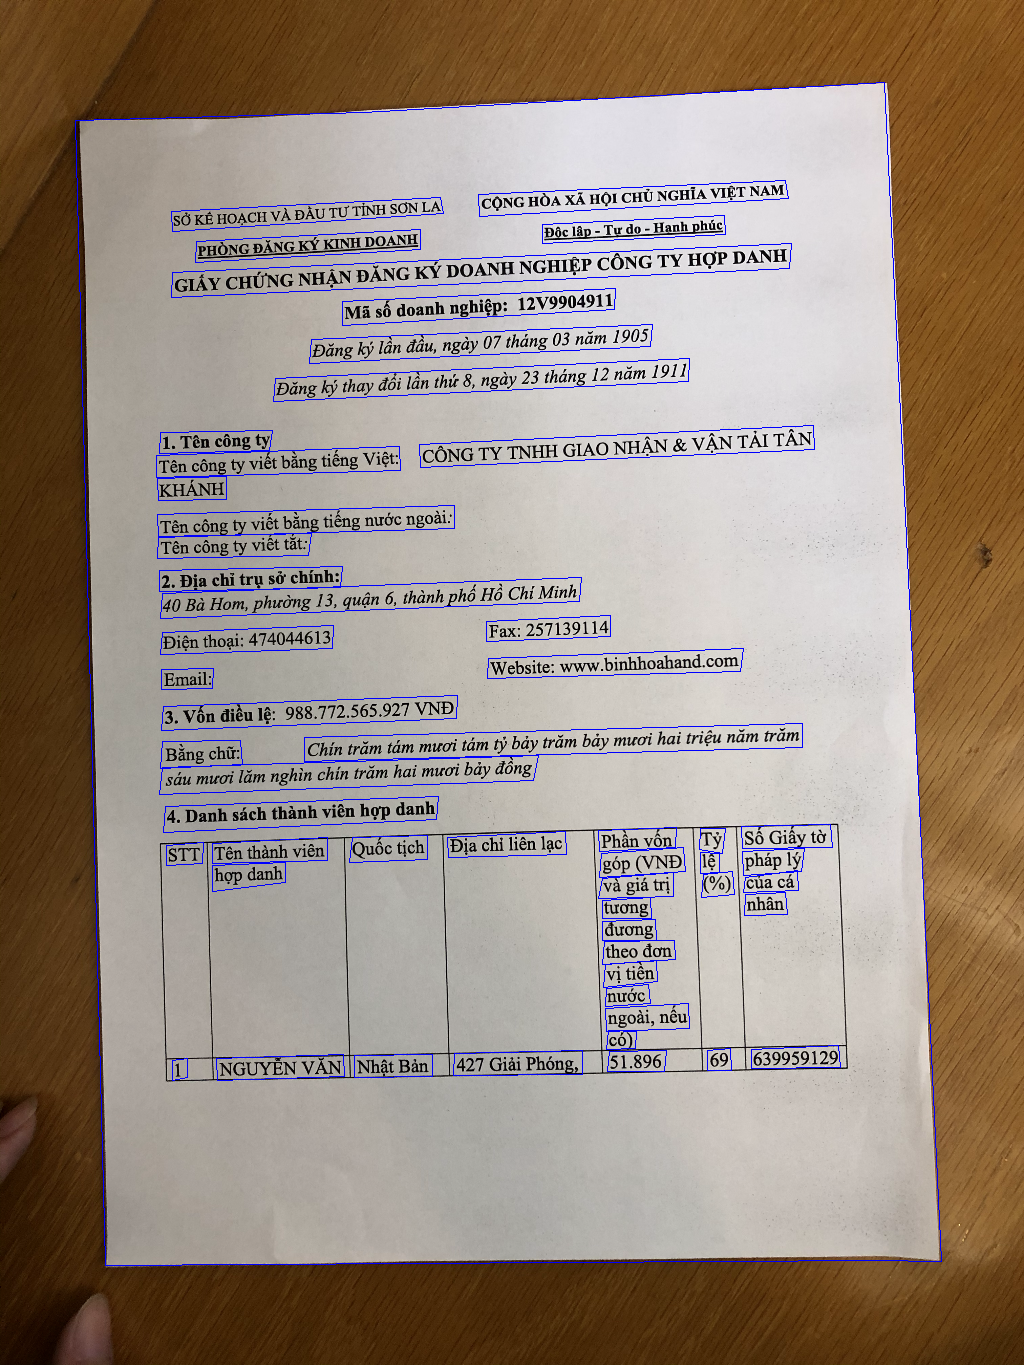 SỞ KẾ HOẠCH VÀ ĐẦU TƯ TỈNH SƠN LA
CỘNG HÒA XÃ HỘI CHỦ NGHĨA VIỆT NAM
PHÒNG ĐĂNG KÝ KINH DOANH
Độc lập - Tự do - Hạnh phúc
GIẤY CHỨNG NHẬN ĐĂNG KÝ DOANH NGHIỆP CÔNG TY HỢP DANH
Mã số doanh nghiệp: 12V9904911
Đăng ký lần đầu, ngày 07 tháng 03 năm 1905
Đăng ký thay đổi lần thứ 8, ngày 23 tháng 12 năm 1911
1. Tên công ty
Tên công ty viết bằng tiếng Việt: CÔNG TY TNHH GIAO NHẬN & VẬN TẢI TÂN
KHÁNH
Tên công ty viết bằng tiếng nước ngoài:
Tên công ty viết tắt:
2. Địa chỉ trụ sở chính:
40 Bà Hom, phường 13, quận 6, thành phố Hồ Chí Minh
Điện thoại: 474044613 Fax: 257139114
Email: Website: www.binhhoahand.com
3. Vốn điều lệ: 988.772.565.927 VNĐ
Bằng chữ: Chín trăm tám mươi tám tỷ bảy trăm bảy mươi hai triệu năm trăm
sáu mươi lăm nghìn chín trăm hai mươi bảy đồng
4. Danh sách thành viên hợp danh
STT
Tên thành viên
hợp danh
Quốc tịch
Địa chỉ liên lạc
Phần vốn
góp (VNĐ
và giá trị
tương
đương
theo đơn
vị tiền
nước
ngoài, nếu
có)
Tỷ
lệ
(%)
Số Giấy tờ
pháp lý
của cá
nhân
1 NGUYỄN VĂN Nhật Bản 427 Giải Phóng, 51.896 69 639959129